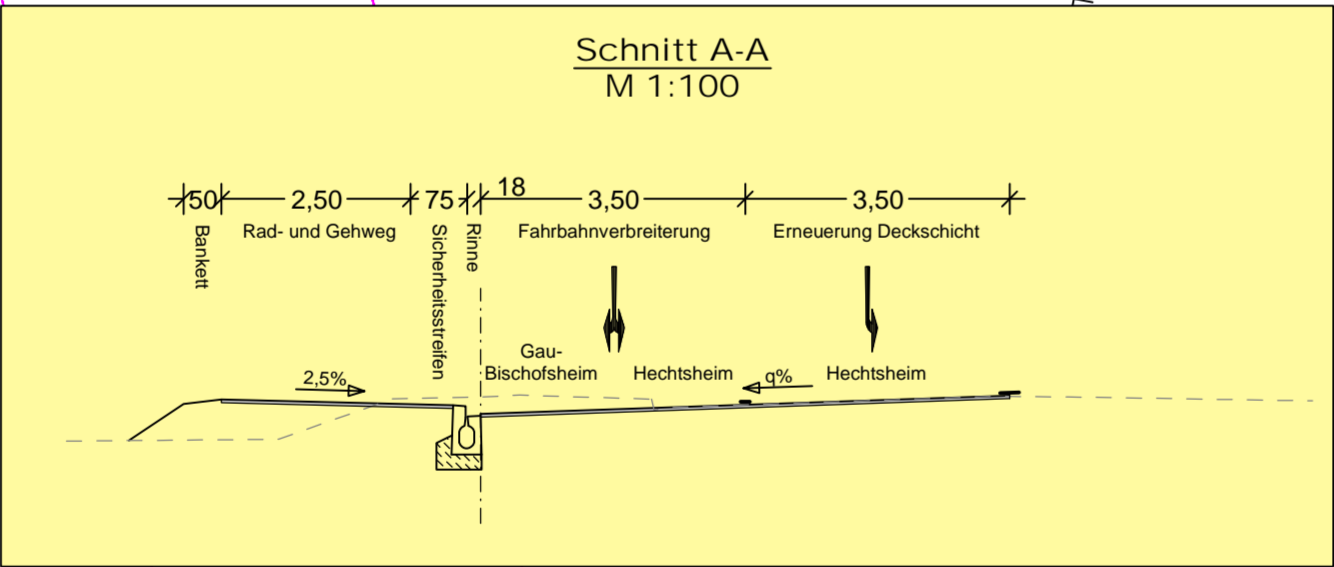 Schnitt A-A
M 1:100
50
2,50
75
18
3,50
3,50
Bankett
Rad- und Gehweg
Sicherheitsstreifen
Rinne
Fahrbahnverbreiterung
Erneuerung Deckschicht
Gau-
Bischofsheim
Hechtsheim
Hechtsheim
2,5%
q%